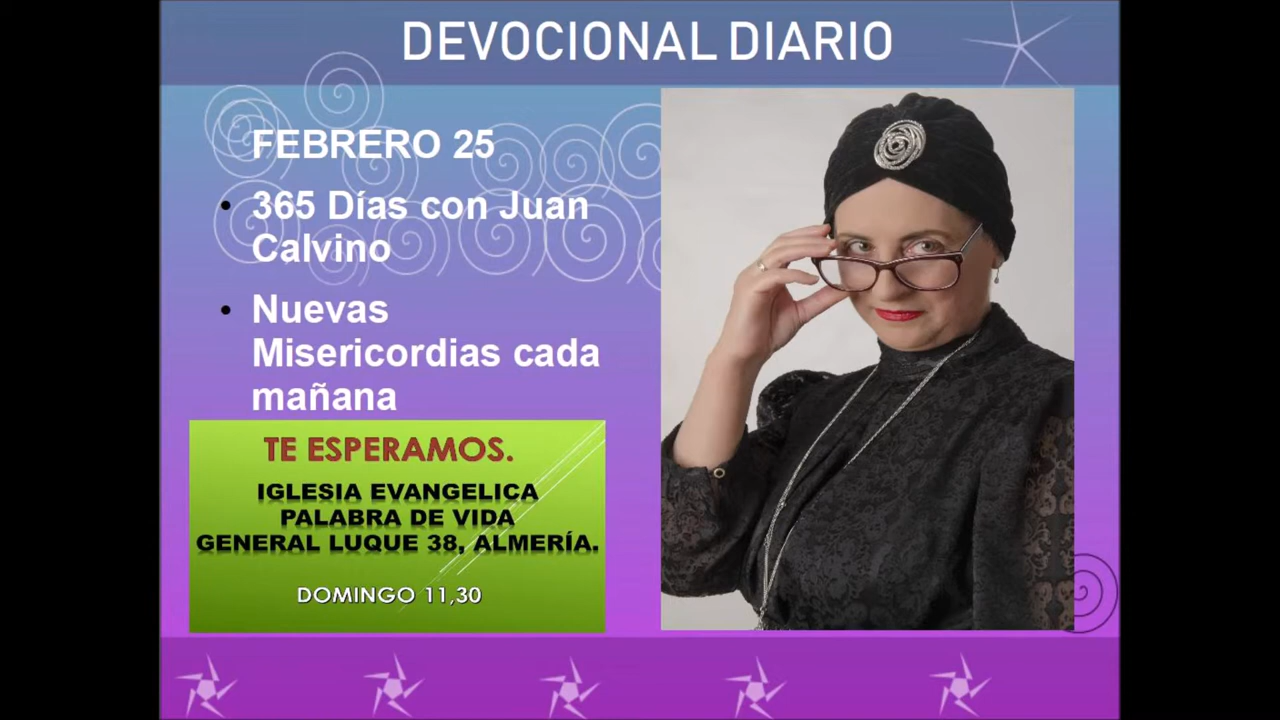 DEVOCIONAL DIARIO
FEBRERO 25
• 365 Días con Juan
Calvino
• Nuevas
Misericordias cada
mañana
TE ESPERAMOS.
IGLESIA EVANGELICA
PALABRA DE VIDA
GENERAL LUQUE 38, ALMERÍA.
DOMINGO 11,30